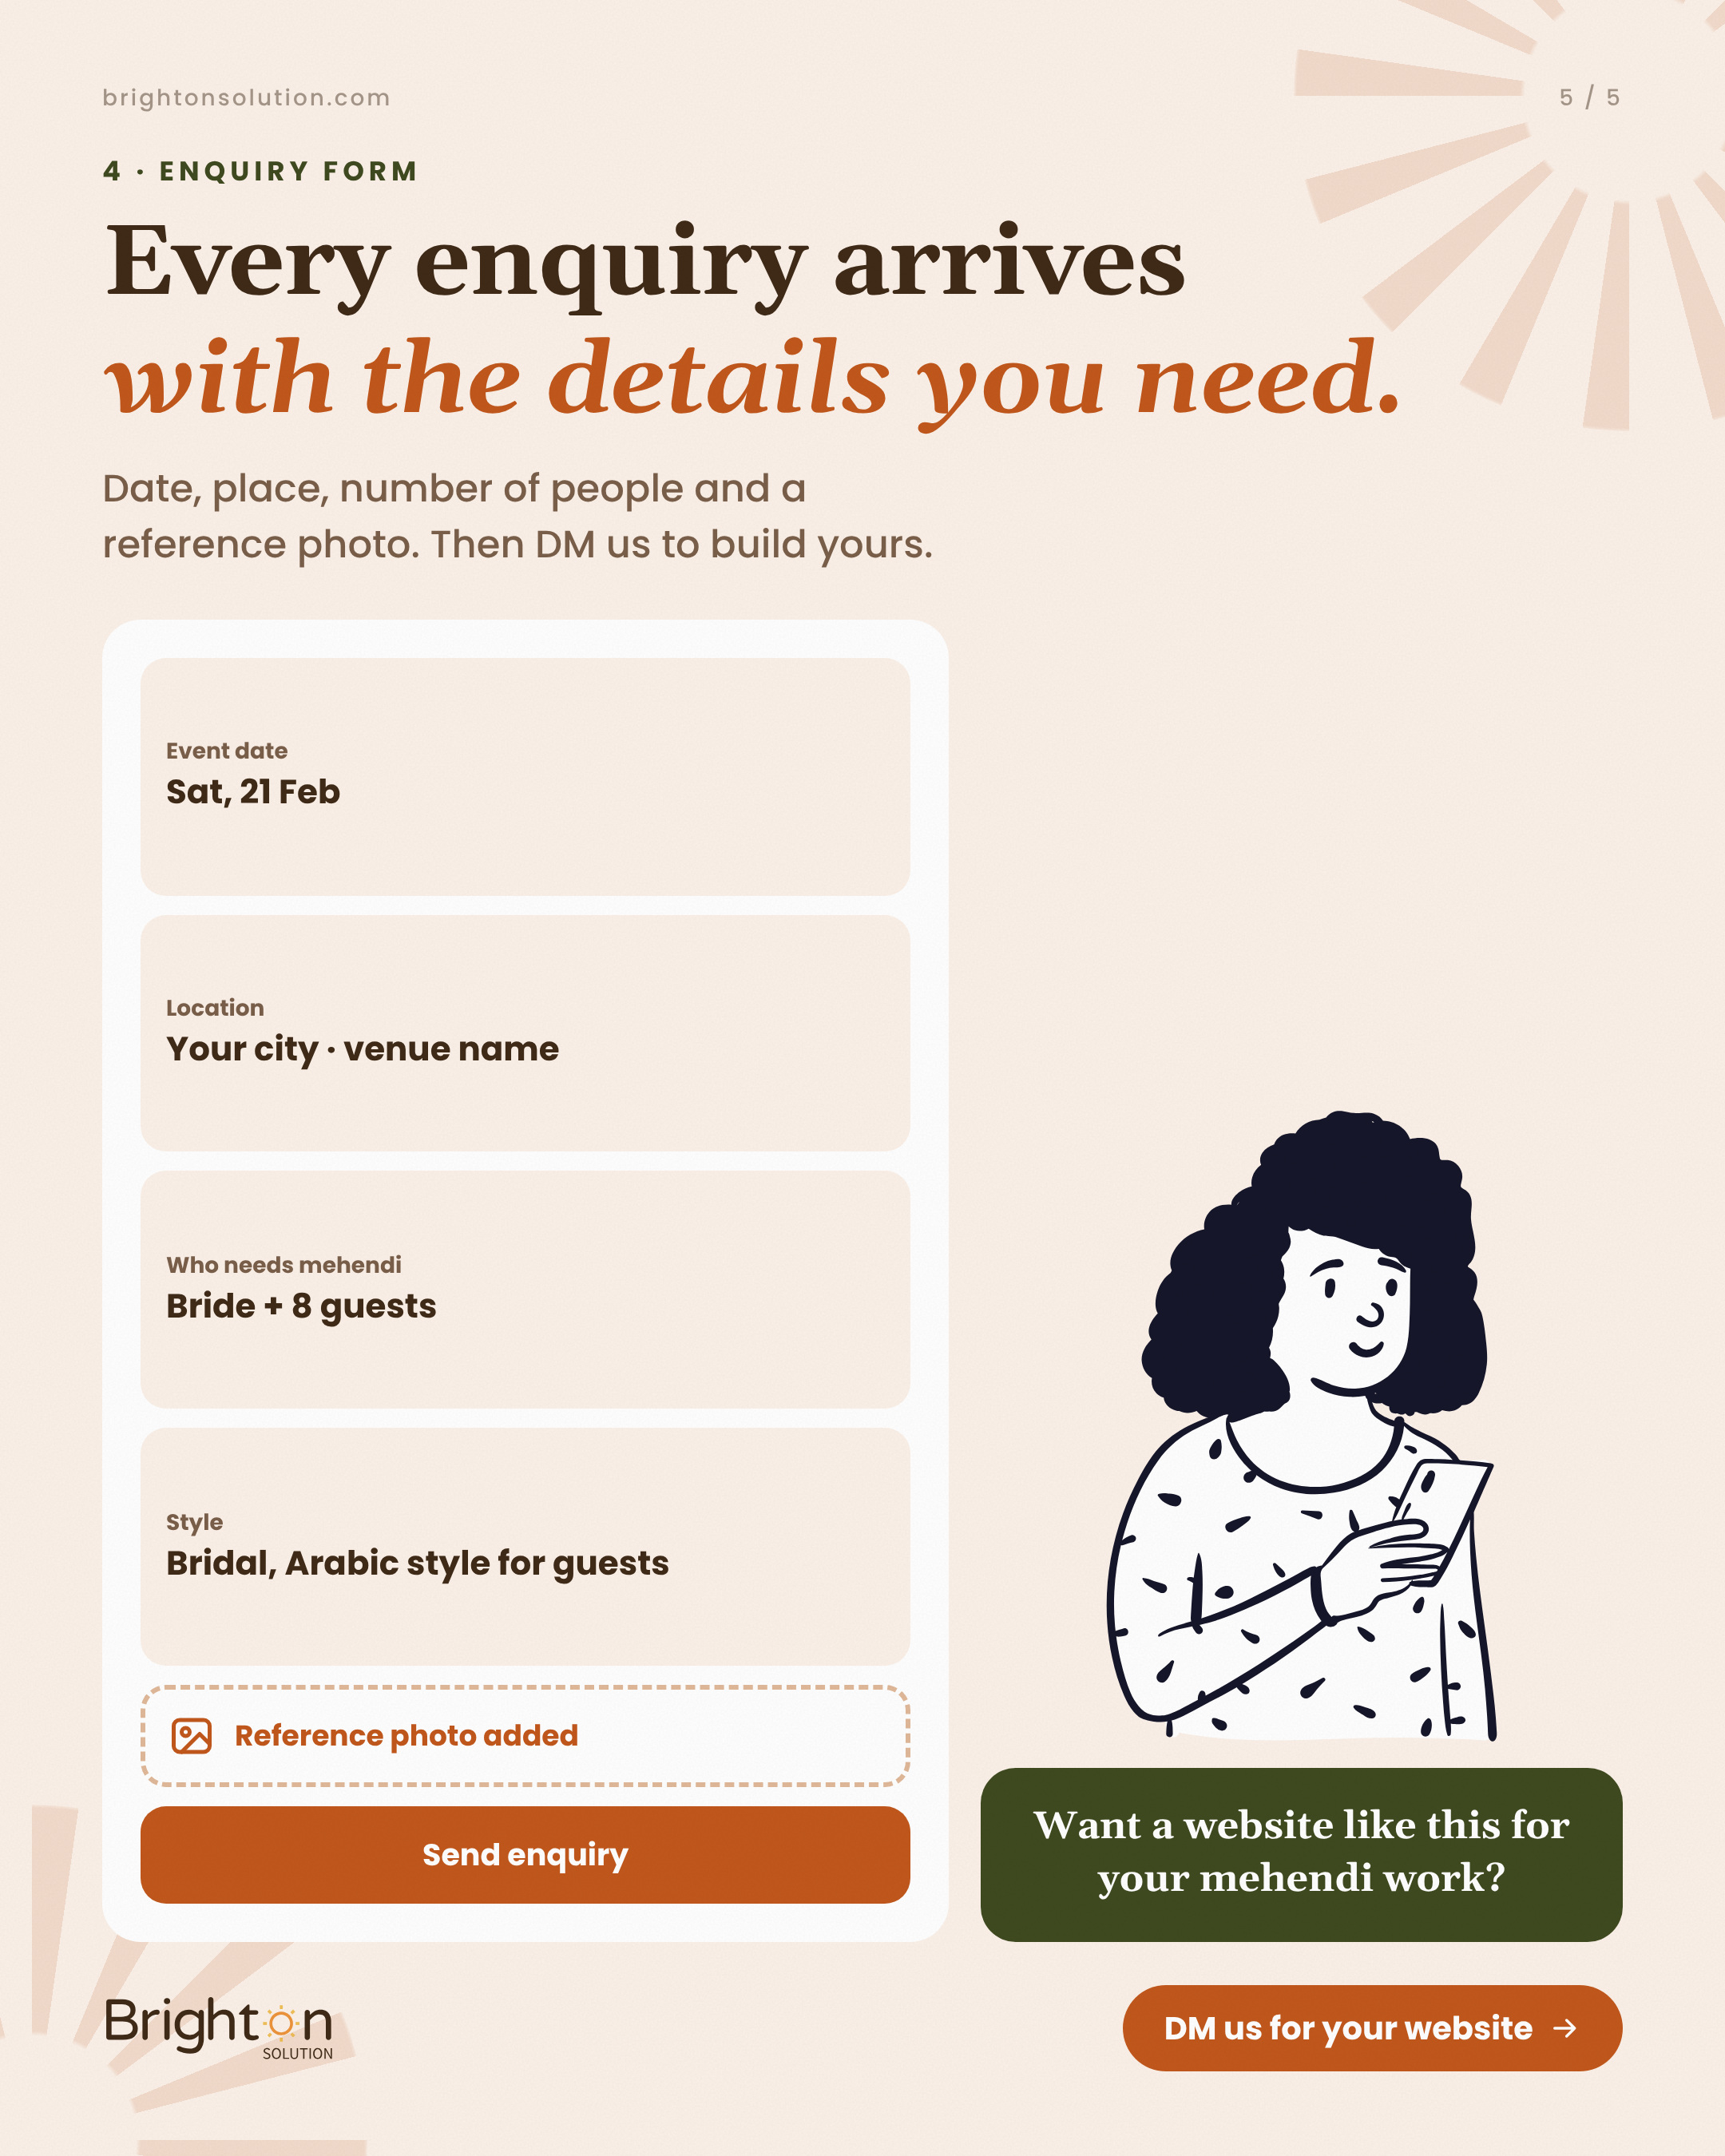 brightonsolution.com
5 / 5
4 · ENQUIRY FORM
Every enquiry arrives
with the details you need.
Date, place, number of people and a
reference photo. Then DM us to build yours.
Event date
Sat, 21 Feb
Location
Your city · venue name
Who needs mehendi
Bride + 8 guests
Style
Bridal, Arabic style for guests
Reference photo added
Send enquiry
Want a website like this for
your mehendi work?
Brighton
SOLUTION
DM us for your website →